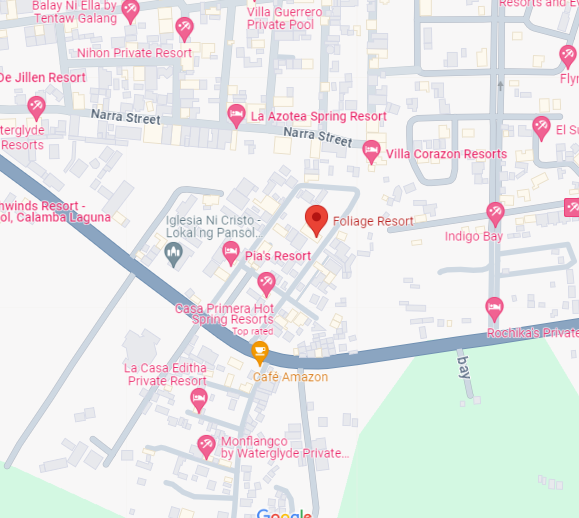 Balay Ni Ella by
Tentaw Galang
Villa Guerrero
Private Pool
Resorts and Ev
Nihon Private Resort
De Jillen Resort
Flyn
Narra Street
La Azotea Spring Resort
Narra Street
aterglyde
Resorts
El Su
Villa Corazon Resorts
nwinds Resort -
ol, Calamba Laguna
Iglesia Ni Cristo -
Lokal ng Pansol...
Foliage Resort
Indigo Bay
Pia's Resort
Casa Primera Hot
Spring Resorts
Top rated
Rochika's Private
La Casa Editha
Private Resort
Café Amazon
bay
Monflangco
by Waterglyde Private...
Google